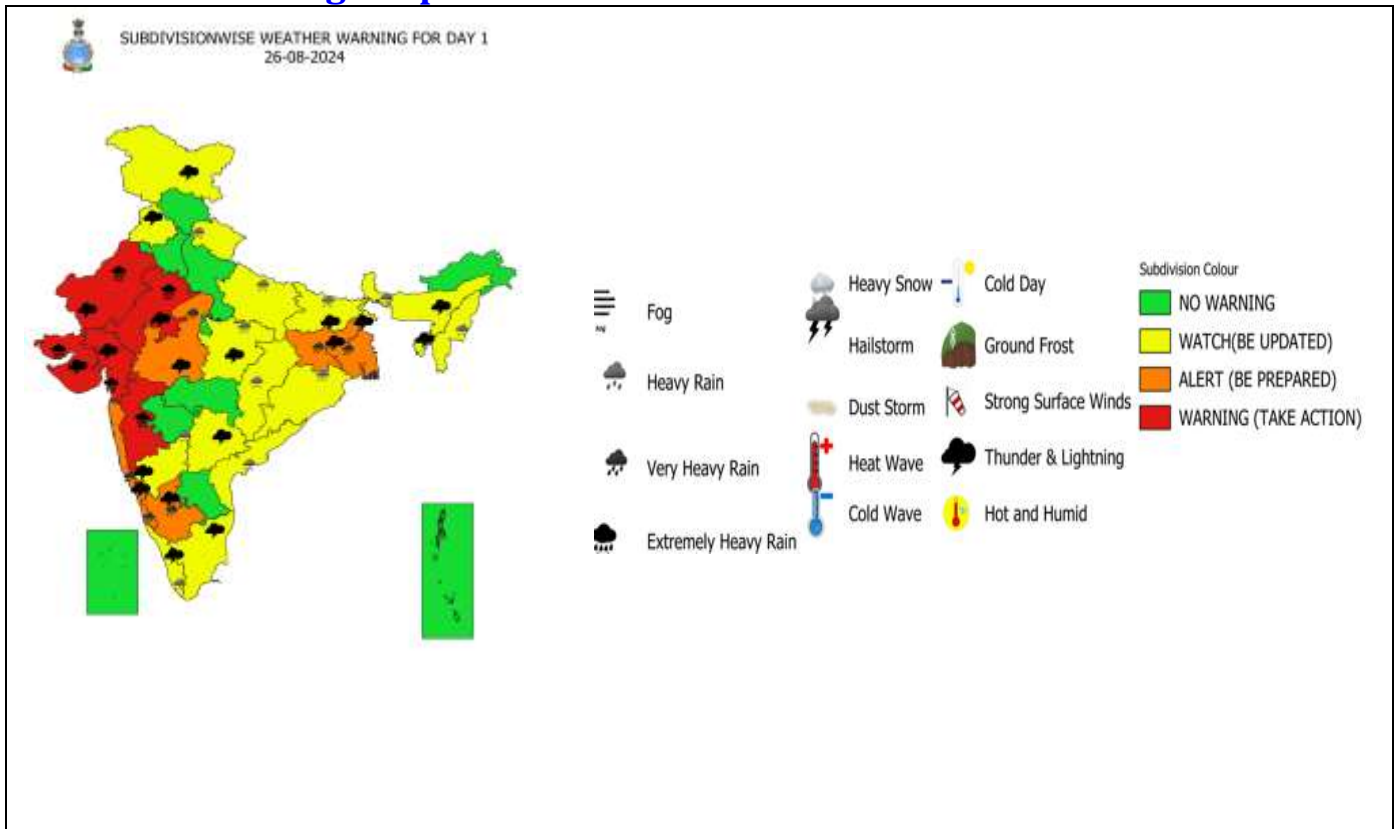 SUBDIVISIONWISE WEATHER WARNING FOR DAY 1
26-08-2024
Fog
Heavy Rain
Very Heavy Rain
Extremely Heavy Rain
Heavy Snow
Hailstorm
Dust Storm
Heat Wave
Cold Wave
Cold Day
Ground Frost
Strong Surface Winds
Thunder & Lightning
Hot and Humid
Subdivision Colour
NO WARNING
WATCH(BE UPDATED)
ALERT (BE PREPARED)
WARNING (TAKE ACTION)